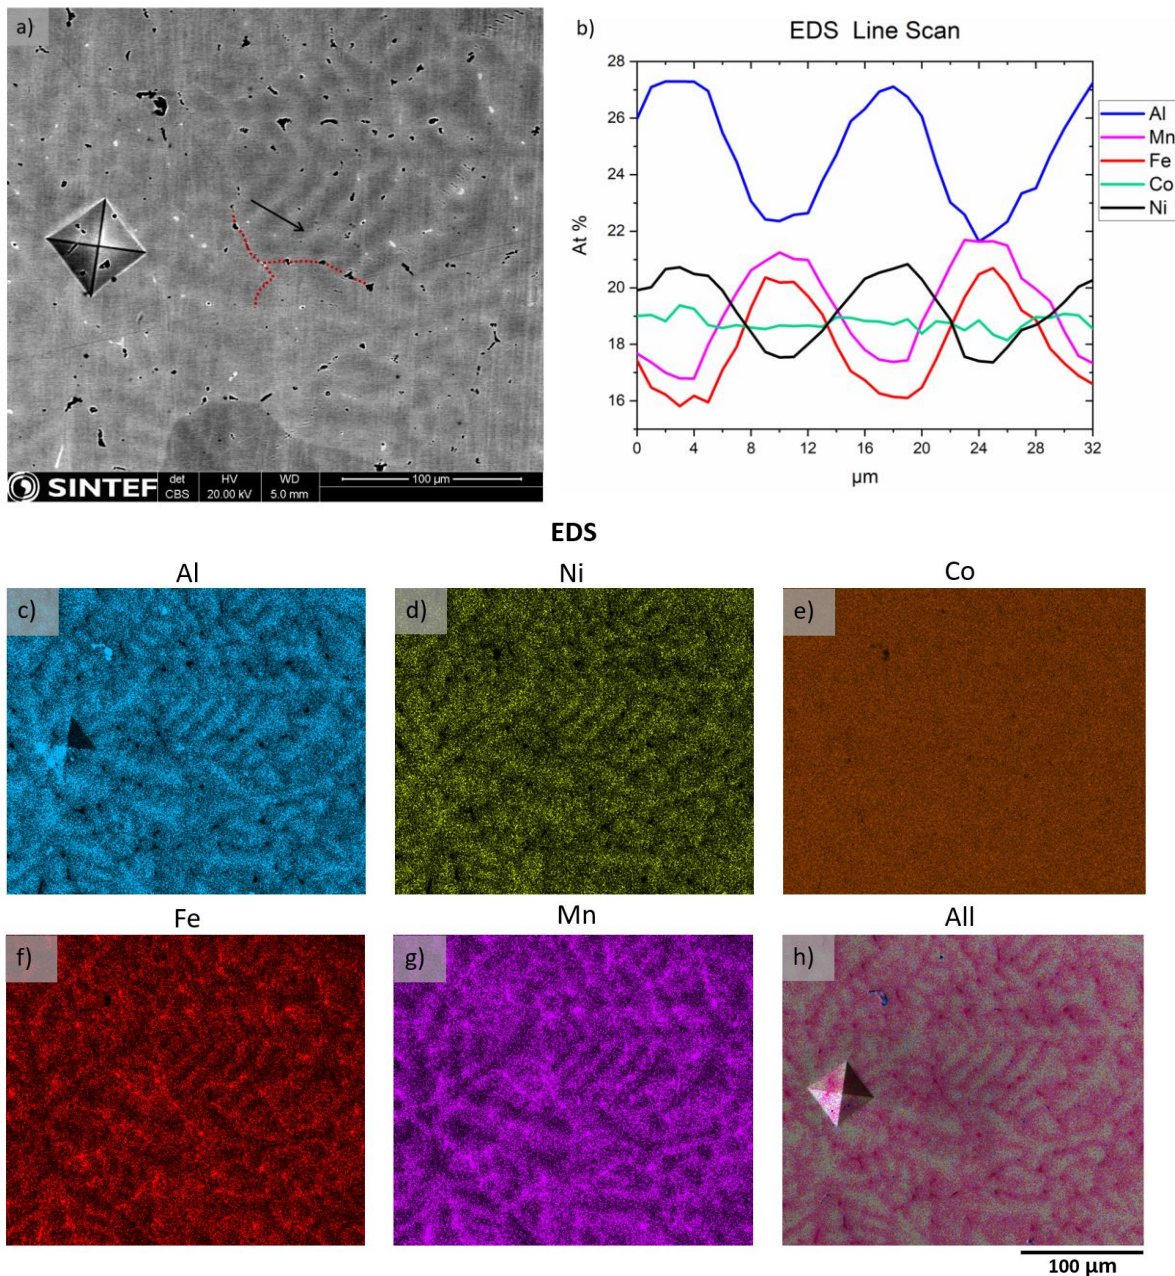 a)
SINTEF
det
CBS
HV
20.00 kV
WD
5.0 mm
100 µm
b)
EDS Line Scan
At %
28
26
24
22
20
18
16
0 4 8 12 16 20 24 28 32
µm
Al
Mn
Fe
Co
Ni
EDS
Al
Ni
Co
c)
d)
e)
Fe
Mn
All
f)
g)
h)
100 µm